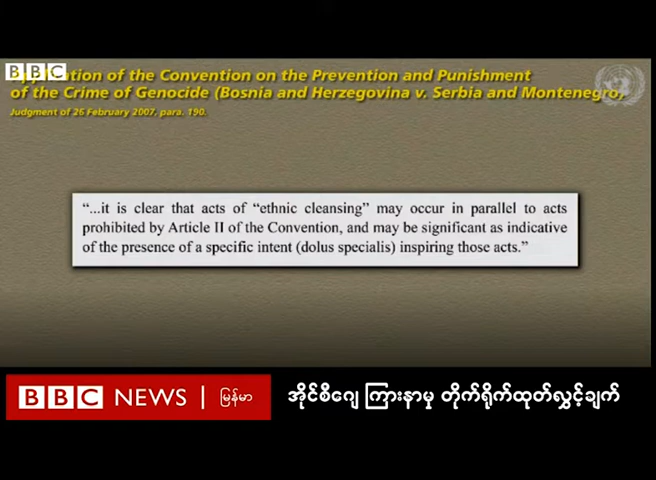 BBC
Application of the Convention on the Prevention and Punishment
of the Crime of Genocide (Bosnia and Herzegovina v. Serbia and Montenegro)
Judgment of 26 February 2007, para. 190.
“...it is clear that acts of “ethnic cleansing” may occur in parallel to acts
prohibited by Article II of the Convention, and may be significant as indicative
of the presence of a specific intent (dolus specialis) inspiring those acts.”
BBC NEWS | မြန်မာ
အိုင်စီဂျေ ကြားနာမှု တိုက်ရိုက်ထုတ်လွှင့်ချက်